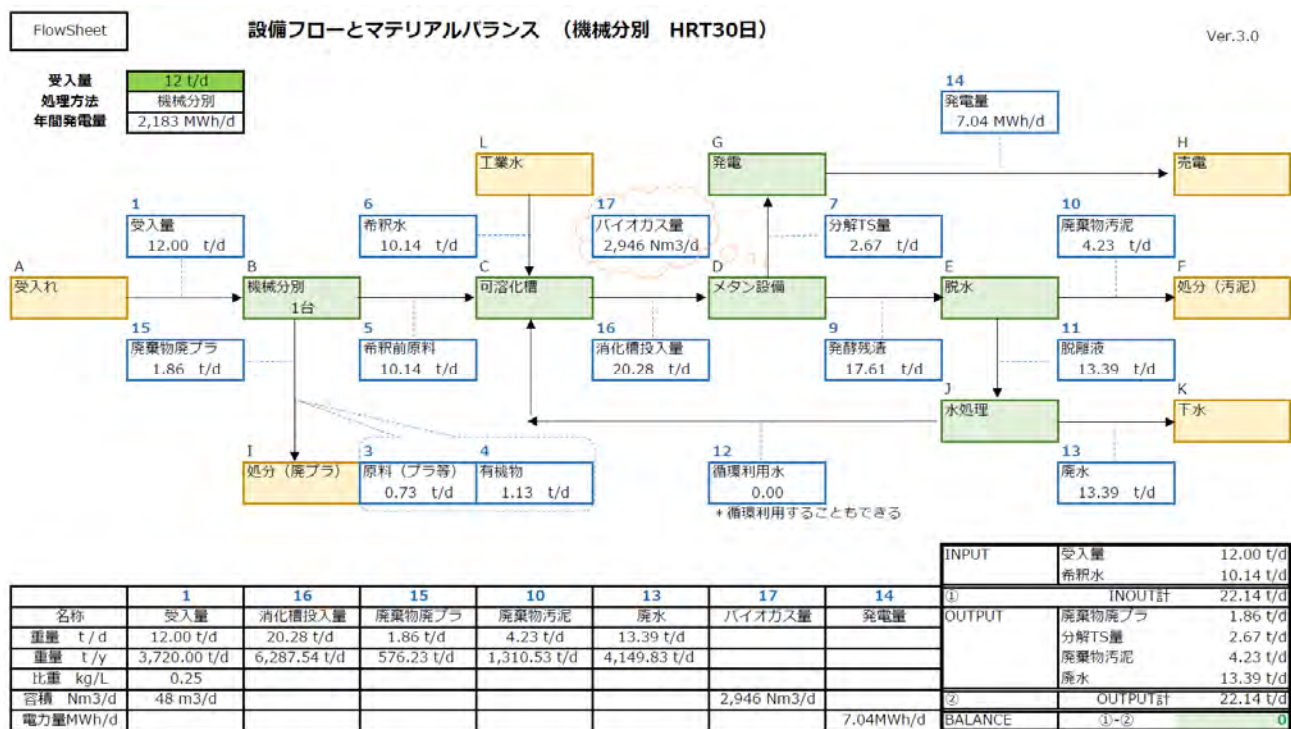 FlowSheet
設備フローとマテリアルバランス （機械分別 HRT30日）
Ver.3.0
受入量 12 t/d
処理方法 機械分別
年間発電量 2,183 MWh/d
14
発電量
7.04 MWh/d
L
工業水
G
発電
H
売電
1
受入量
12.00 t/d
6
希釈水
10.14 t/d
17
バイオガス量
2,946 Nm3/d
7
分解TS量
2.67 t/d
10
廃棄物汚泥
4.23 t/d
A
受入れ
B
機械分別
1台
C
可溶化槽
D
メタン設備
E
脱水
F
処分（汚泥）
15
廃棄物廃プラ
1.86 t/d
5
希釈前原料
10.14 t/d
16
消化槽投入量
20.28 t/d
9
発酵残渣
17.61 t/d
11
脱離液
13.39 t/d
J
水処理
K
下水
I
処分（廃プラ）
3
原料（プラ等）
0.73 t/d
4
有機物
1.13 t/d
12
循環利用水
0.00
＊循環利用することもできる
13
廃水
13.39 t/d
INPUT 受入量 12.00 t/d
希釈水 10.14 t/d
① INOUT計 22.14 t/d
OUTPUT 廃棄物廃プラ 1.86 t/d
分解TS量 2.67 t/d
廃棄物汚泥 4.23 t/d
廃水 13.39 t/d
② OUTPUT計 22.14 t/d
BALANCE ①-② 0
1 16 15 10 13 17 14
名称 受入量 消化槽投入量 廃棄物廃プラ 廃棄物汚泥 廃水 バイオガス量 発電量
重量 t/d 12.00 t/d 20.28 t/d 1.86 t/d 4.23 t/d 13.39 t/d
重量 t/y 3,720.00 t/d 6,287.54 t/d 576.23 t/d 1,310.53 t/d 4,149.83 t/d
比重 kg/L 0.25
容積 Nm3/d 48 m3/d 2,946 Nm3/d
電力量MWh/d 7.04MWh/d